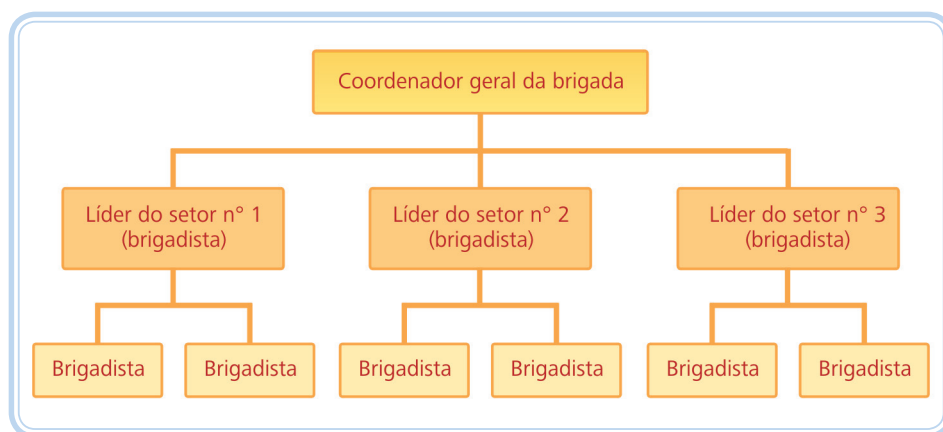 Coordenador geral da brigada
Líder do setor n° 1
(brigadista)
Líder do setor n° 2
(brigadista)
Líder do setor n° 3
(brigadista)
Brigadista
Brigadista
Brigadista
Brigadista
Brigadista
Brigadista